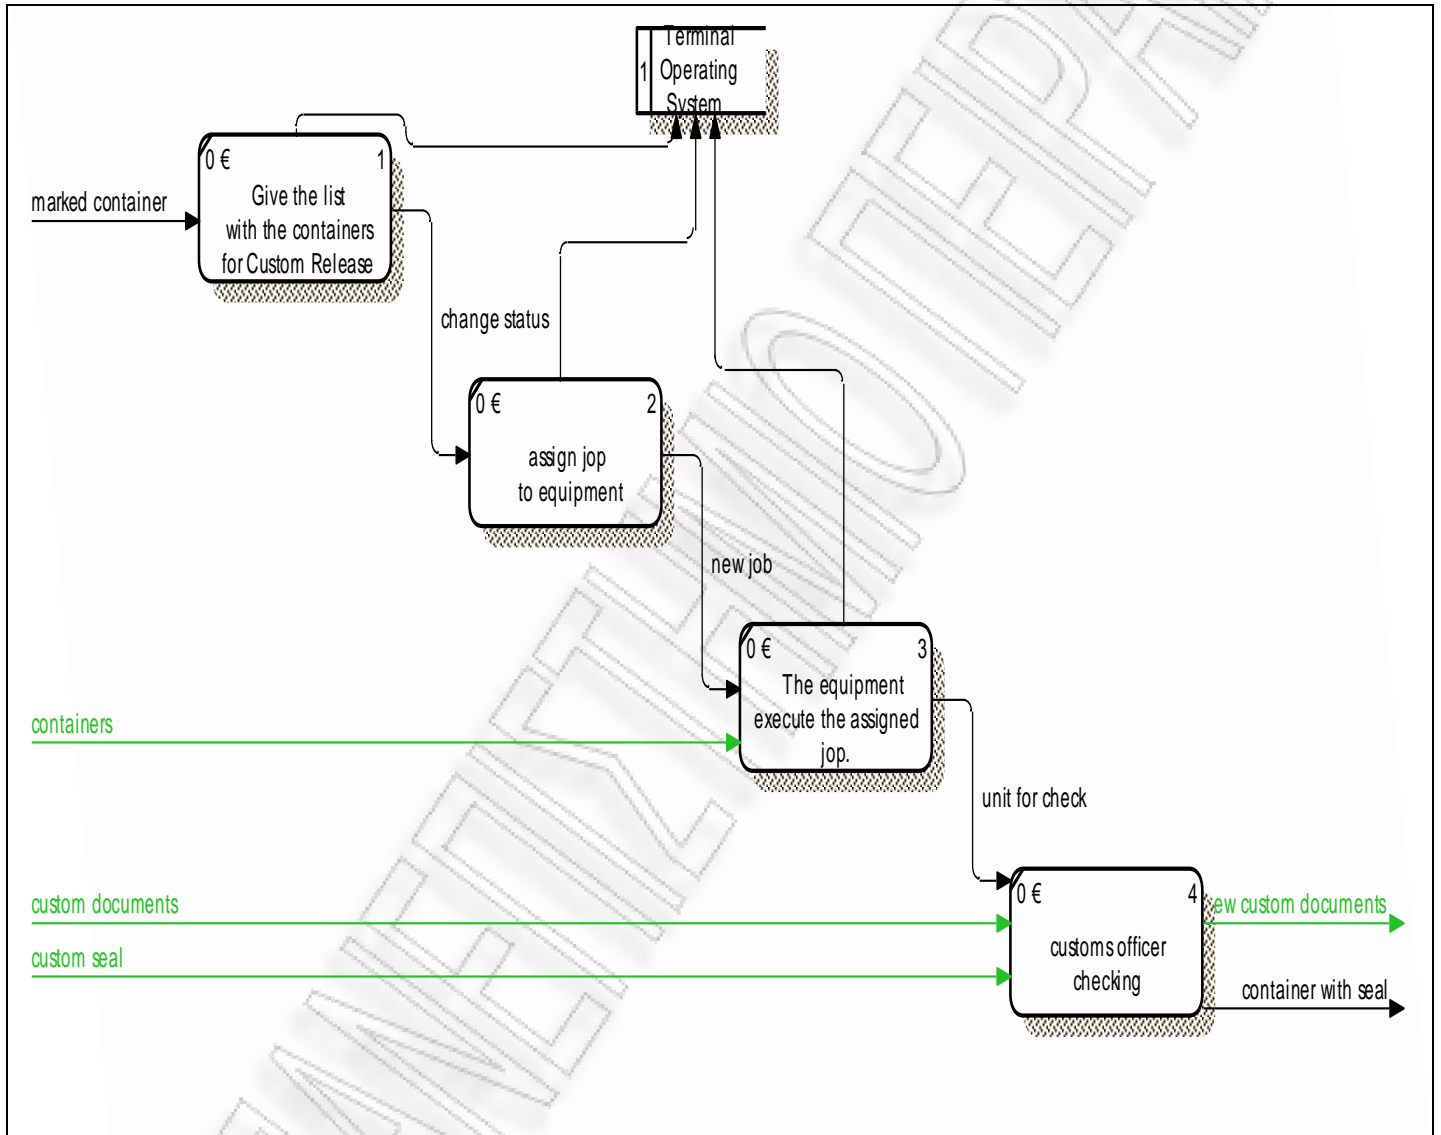 Terminal
1 Operating
System
0 € 1
marked container
Give the list
with the containers
for Custom Release
change status
0 € 2
assign jop
to equipment
new job
0 € 3
The equipment
execute the assigned
jop.
containers
unit for check
0 € 4
custom documents
ew custom documents
customs officer
checking
custom seal
container with seal
ΠΑΝΕΠΙΣΤΗΜΙΟ ΠΕΙΡΑ